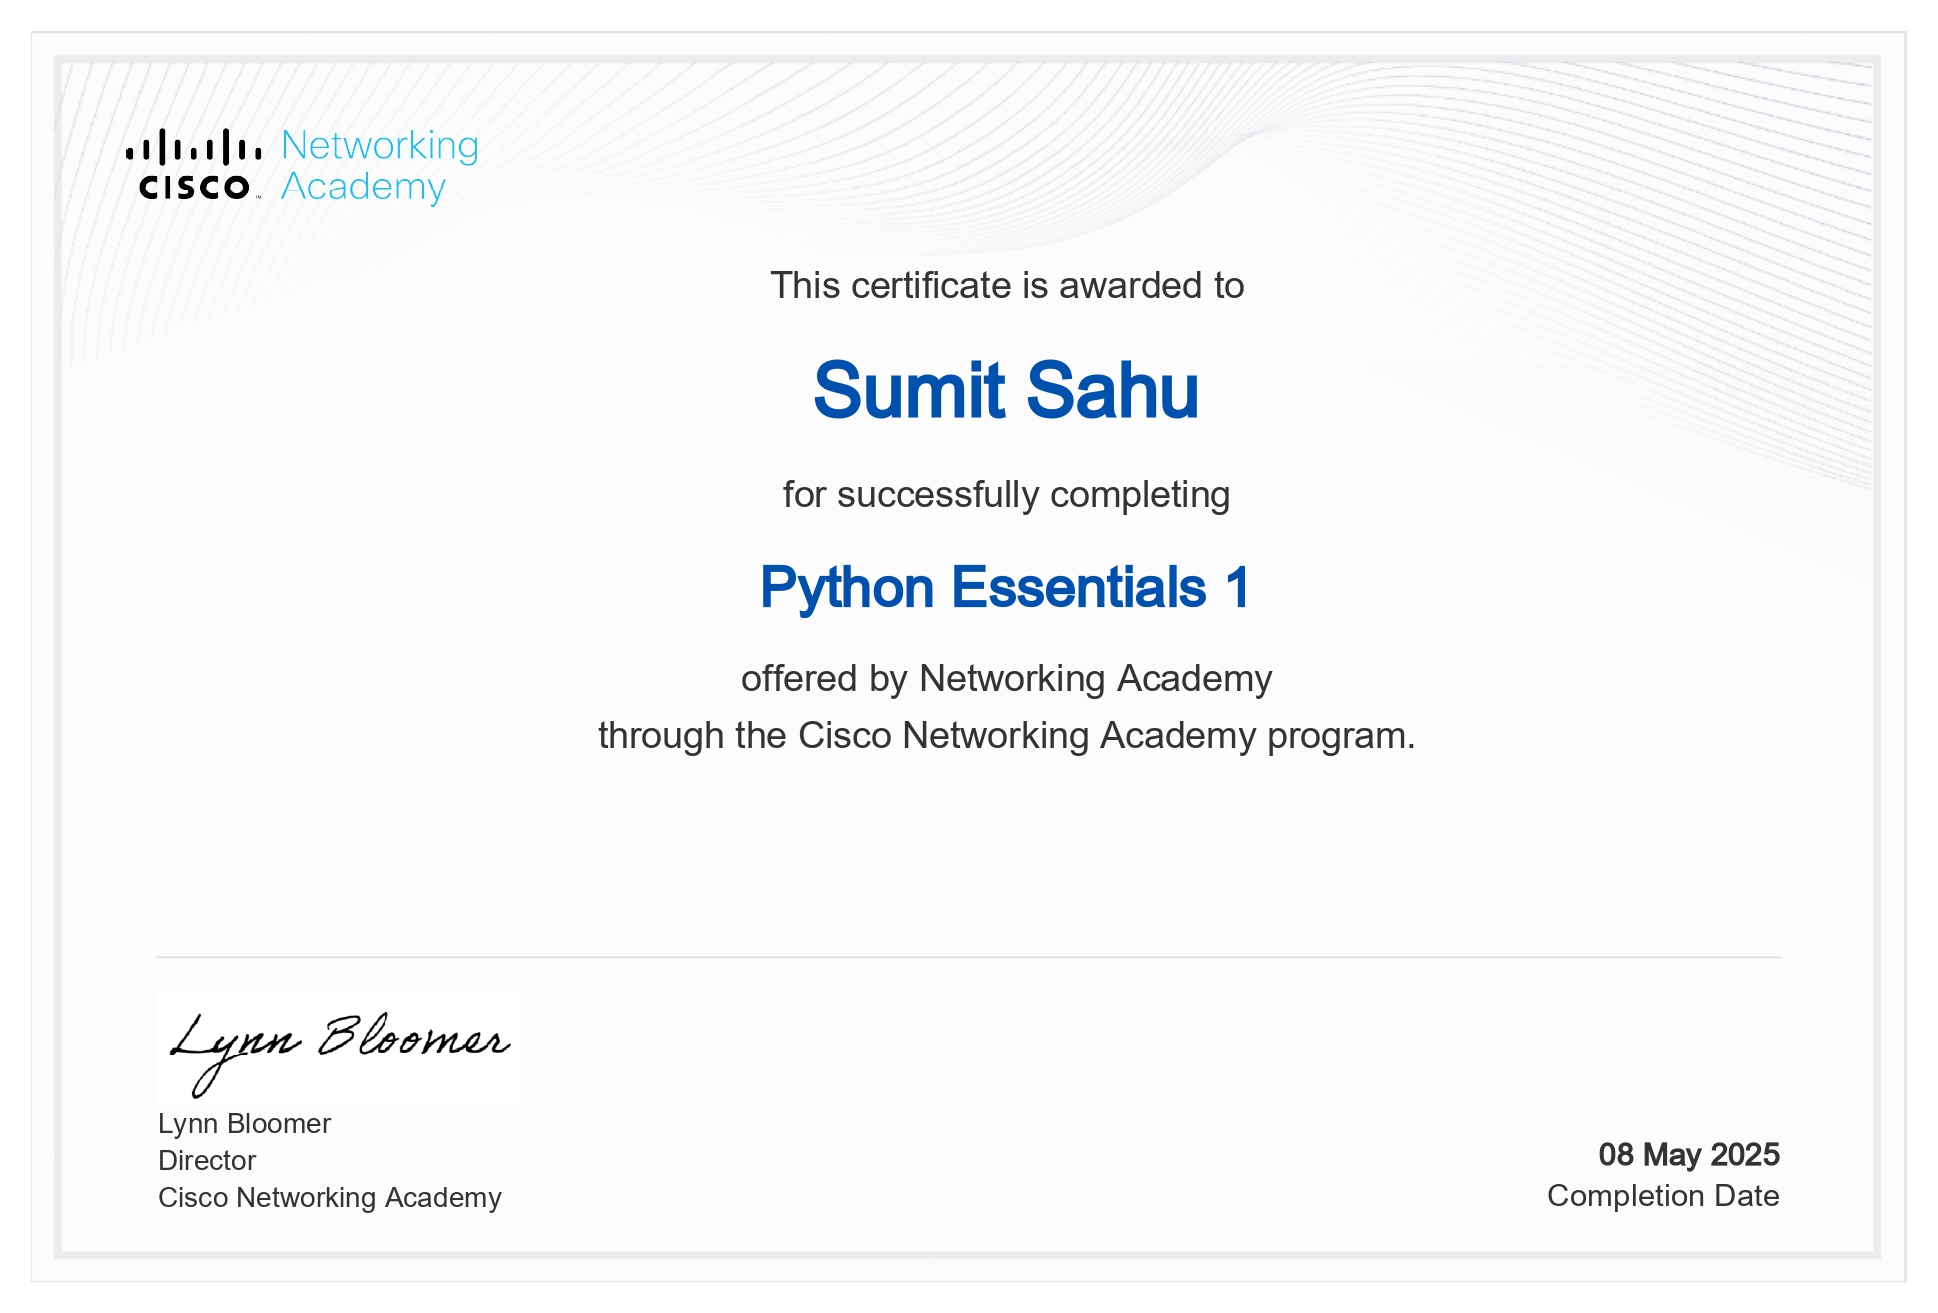 Networking
CISCO™ Academy
This certificate is awarded to
Sumit Sahu
for successfully completing
Python Essentials 1
offered by Networking Academy
through the Cisco Networking Academy program.
Lynn Bloomer
Lynn Bloomer
Director
Cisco Networking Academy
08 May 2025
Completion Date